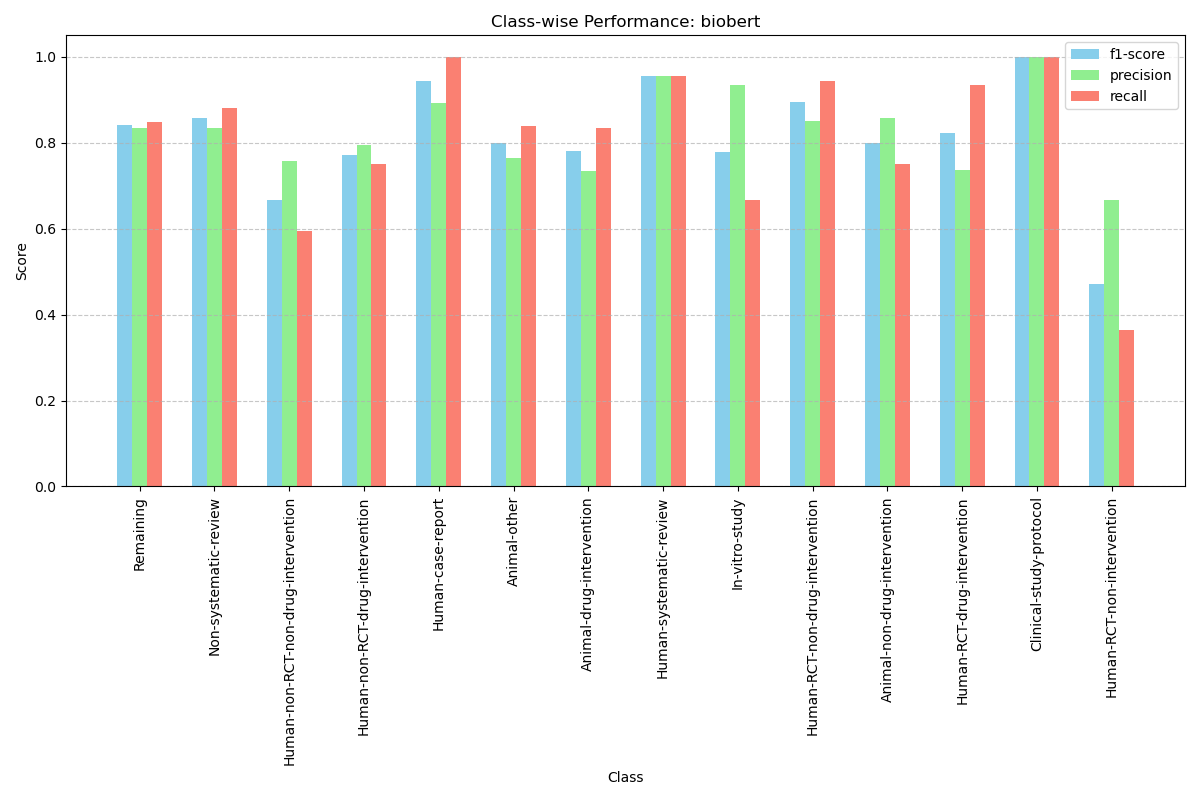 Class-wise Performance: biobert
f1-score
precision
recall
Score
1.0
0.8
0.6
0.4
0.2
0.0
Remaining
Non-systematic-review
Human-non-RCT-non-drug-intervention
Human-non-RCT-drug-intervention
Human-case-report
Animal-other
Animal-drug-intervention
Human-systematic-review
In-vitro-study
Human-RCT-non-drug-intervention
Animal-non-drug-intervention
Human-RCT-drug-intervention
Clinical-study-protocol
Human-RCT-non-intervention
Class